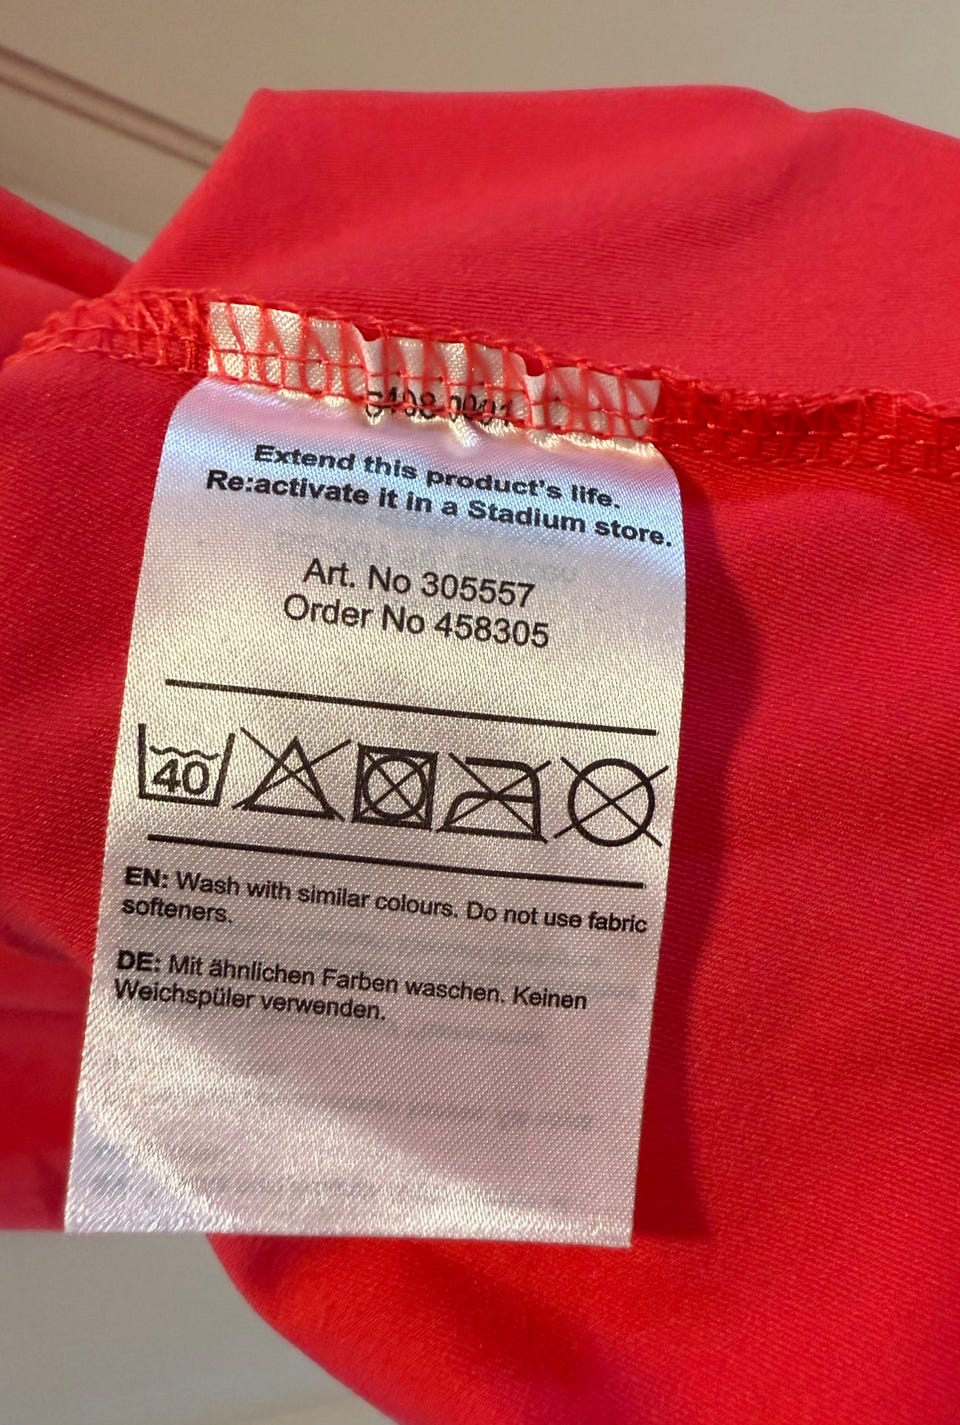 Extend this product's life.
Re:activate it in a Stadium store.
Art. No 305557
Order No 458305
40
EN: Wash with similar colours. Do not use fabric
softeners.
DE: Mit ähnlichen Farben waschen. Keinen
Weichspüler verwenden.